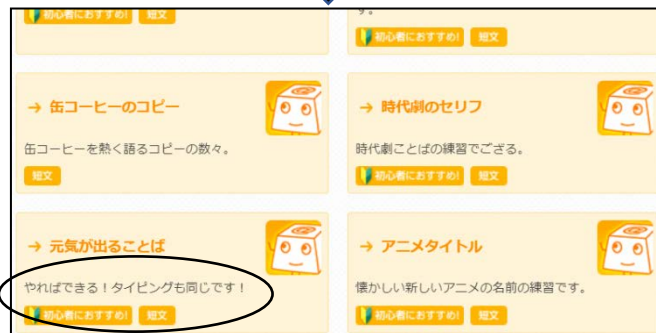 初心者におすすめ! 短文
す。
初心者におすすめ! 短文
→ 缶コーヒーのコピー
缶コーヒーを熱く語るコピーの数々。
短文
→ 時代劇のセリフ
時代劇ことばの練習でござる。
初心者におすすめ! 短文
→ 元気が出ることば
やればできる！タイピングも同じです！
初心者におすすめ! 短文
→ アニメタイトル
懐かしい新しいアニメの名前の練習です。
初心者におすすめ! 短文